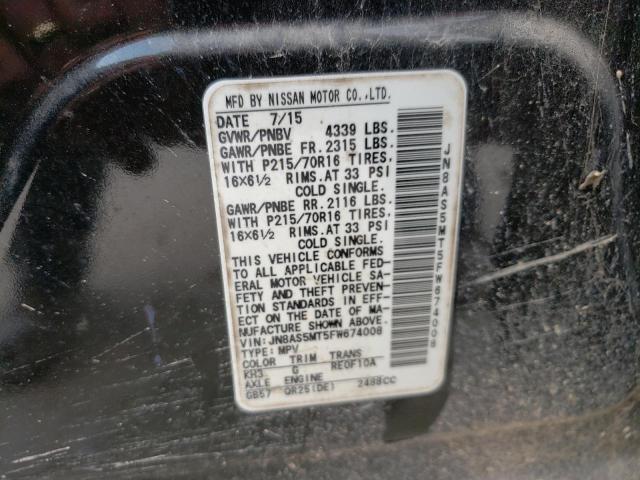 MFD BY NISSAN MOTOR CO.,LTD.
DATE 7/15
GVWR/PNBV 4339 LBS.
GAWR/PNBE FR. 2315 LBS.
WITH P215/70R16 TIRES,
16X6½ RIMS. AT 33 PSI
COLD SINGLE.
GAWR/PNBE RR. 2116 LBS.
WITH P215/70R16 TIRES,
16X6½ RIMS. AT 33 PSI
COLD SINGLE.
THIS VEHICLE CONFORMS
TO ALL APPLICABLE FED-
ERAL MOTOR VEHICLE SA-
FETY AND THEFT PREVEN-
TION STANDARDS IN EFF-
ECT ON THE DATE OF MA-
NUFACTURE SHOWN ABOVE.
VIN: JN8AS5MT5FW674008
TYPE: MPV
COLOR TRIM TRANS
KH3 G RE0F10A
AXLE ENGINE
GB57 QR25(DE) 2488CC
JN8AS5MT5FW674008